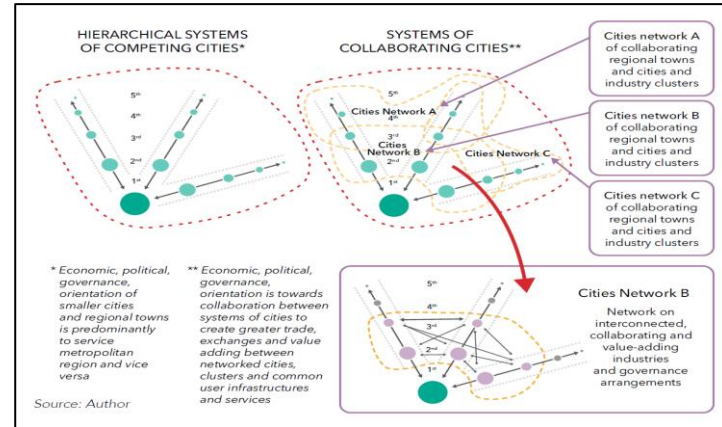 HIERARCHICAL SYSTEMS
OF COMPETING CITIES*
5th
4th
3rd
2nd
1st
SYSTEMS OF
COLLABORATING CITIES**
5th
Cities Network A
4th
3rd
Cities
Network B
2nd
Cities Network C
1st
Cities network A
of collaborating
regional towns
and cities and
industry clusters
Cities network B
of collaborating
regional towns
and cities and
industry clusters
Cities network C
of collaborating
regional towns
and cities and
industry clusters
* Economic, political,
governance,
orientation of
smaller cities
and regional towns
is predominantly
to service
metropolitan
region and vice
versa
** Economic, political,
governance,
orientation is towards
collaboration between
systems of cities to
create greater trade,
exchanges and value
adding between
networked cities,
clusters and common
user infrastructures
and services
5th
4th
3rd
2nd
1st
Cities Network B
Network on
interconnected,
collaborating and
value-adding
industries
and governance
arrangements
Source: Author